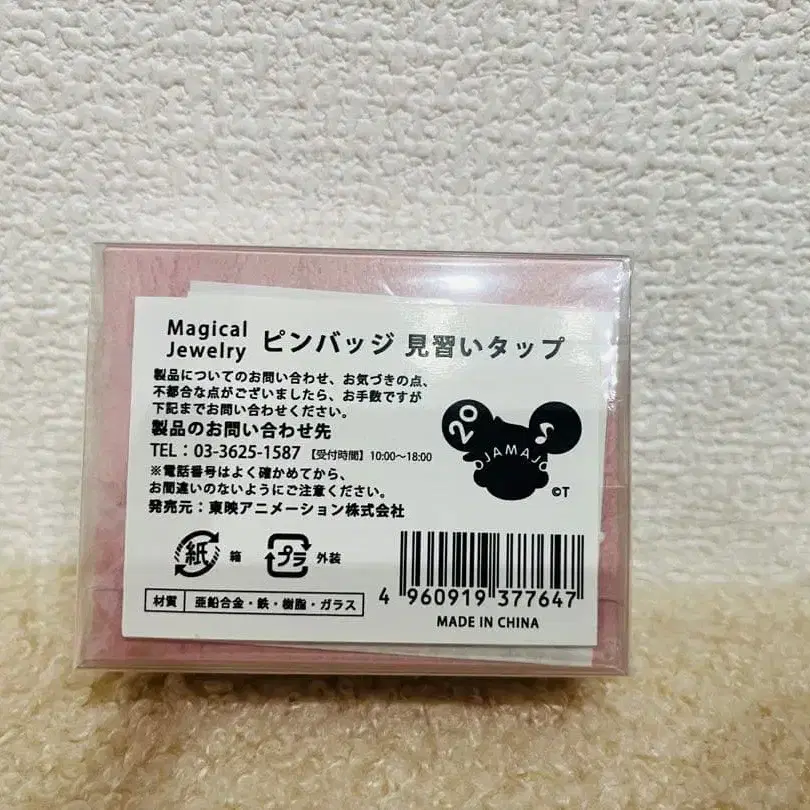 Magical Jewelry ピンバッジ 見習いタップ
製品についてのお問い合わせ、お気づきの点、
不都合な点がございましたら、お手数ですが
下記までお問い合わせください。
製品のお問い合わせ先
TEL：03-3625-1587 【受付時間】10:00～18:00
※電話番号はよく確かめてから、
お間違いのないようにご注意ください。
発売元：東映アニメーション株式会社
20
OJAMAJO
©T
紙 箱
プラ 外装
材質 亜鉛合金・鉄・樹脂・ガラス
4 960919 377647
MADE IN CHINA